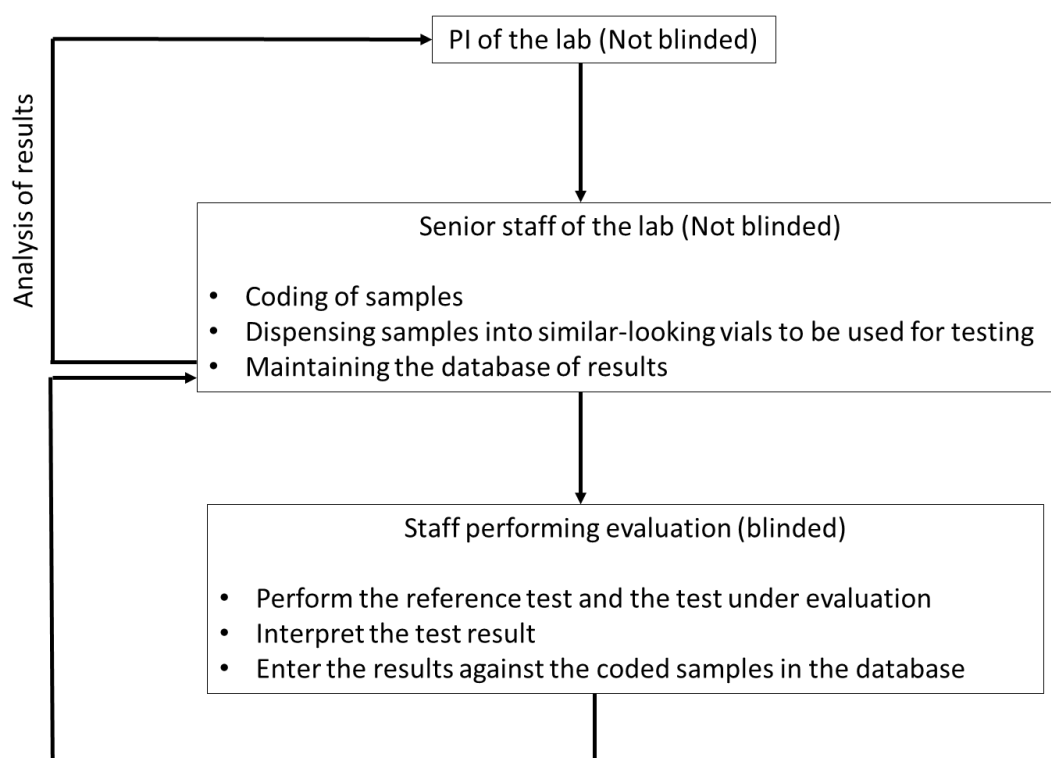 PI of the lab (Not blinded)
Analysis of results
Senior staff of the lab (Not blinded)
• Coding of samples
• Dispensing samples into similar-looking vials to be used for testing
• Maintaining the database of results
Staff performing evaluation (blinded)
• Perform the reference test and the test under evaluation
• Interpret the test result
• Enter the results against the coded samples in the database